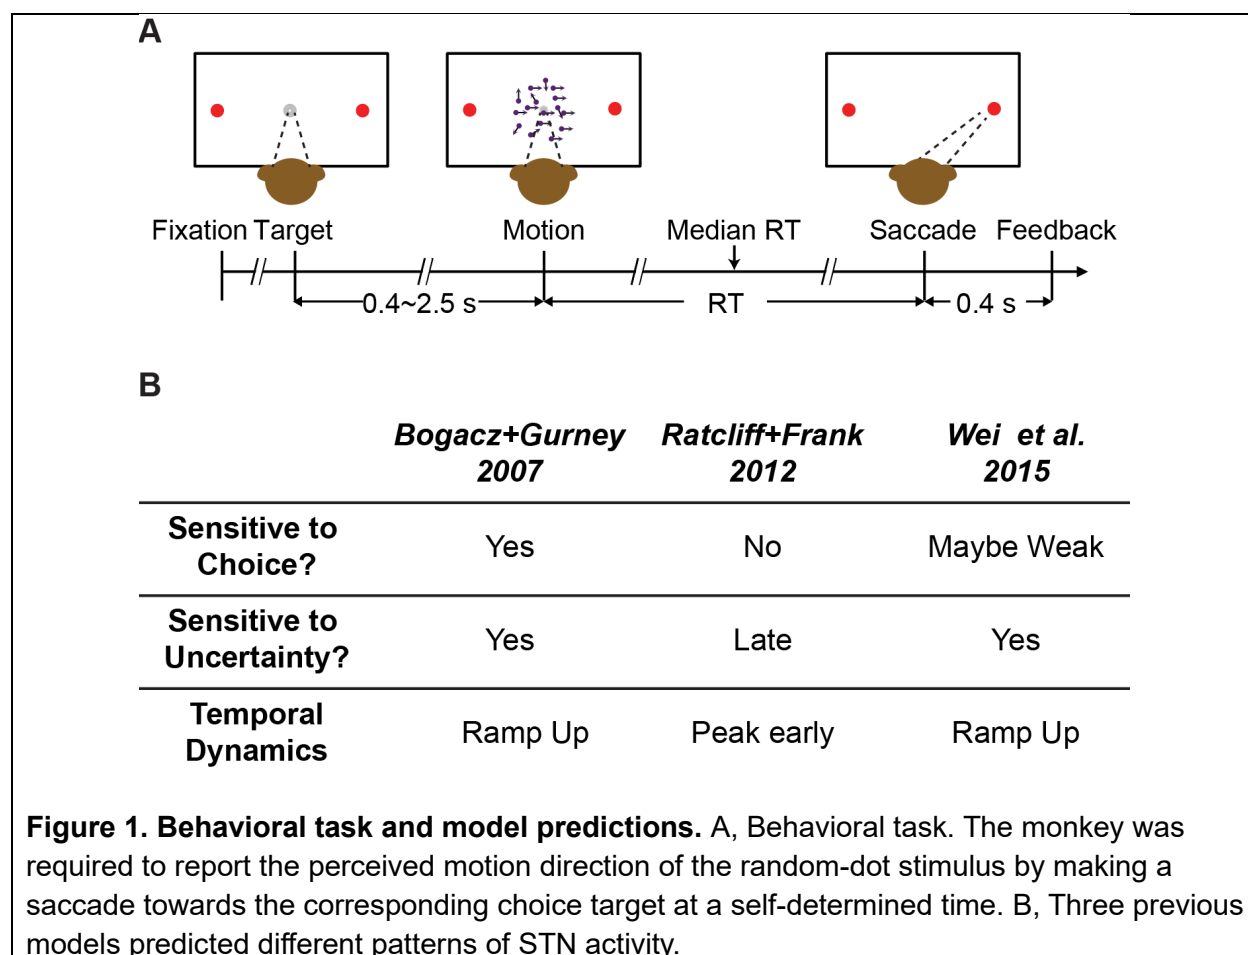 A
Fixation Target Motion Median RT Saccade Feedback
0.4~2.5 s RT 0.4 s
B
Bogacz+Gurney 2007 Ratcliff+Frank 2012 Wei et al. 2015
Sensitive to Choice? Yes No Maybe Weak
Sensitive to Uncertainty? Yes Late Yes
Temporal Dynamics Ramp Up Peak early Ramp Up
Figure 1. Behavioral task and model predictions. A, Behavioral task. The monkey was
required to report the perceived motion direction of the random-dot stimulus by making a
saccade towards the corresponding choice target at a self-determined time. B, Three previous
models predicted different patterns of STN activity.